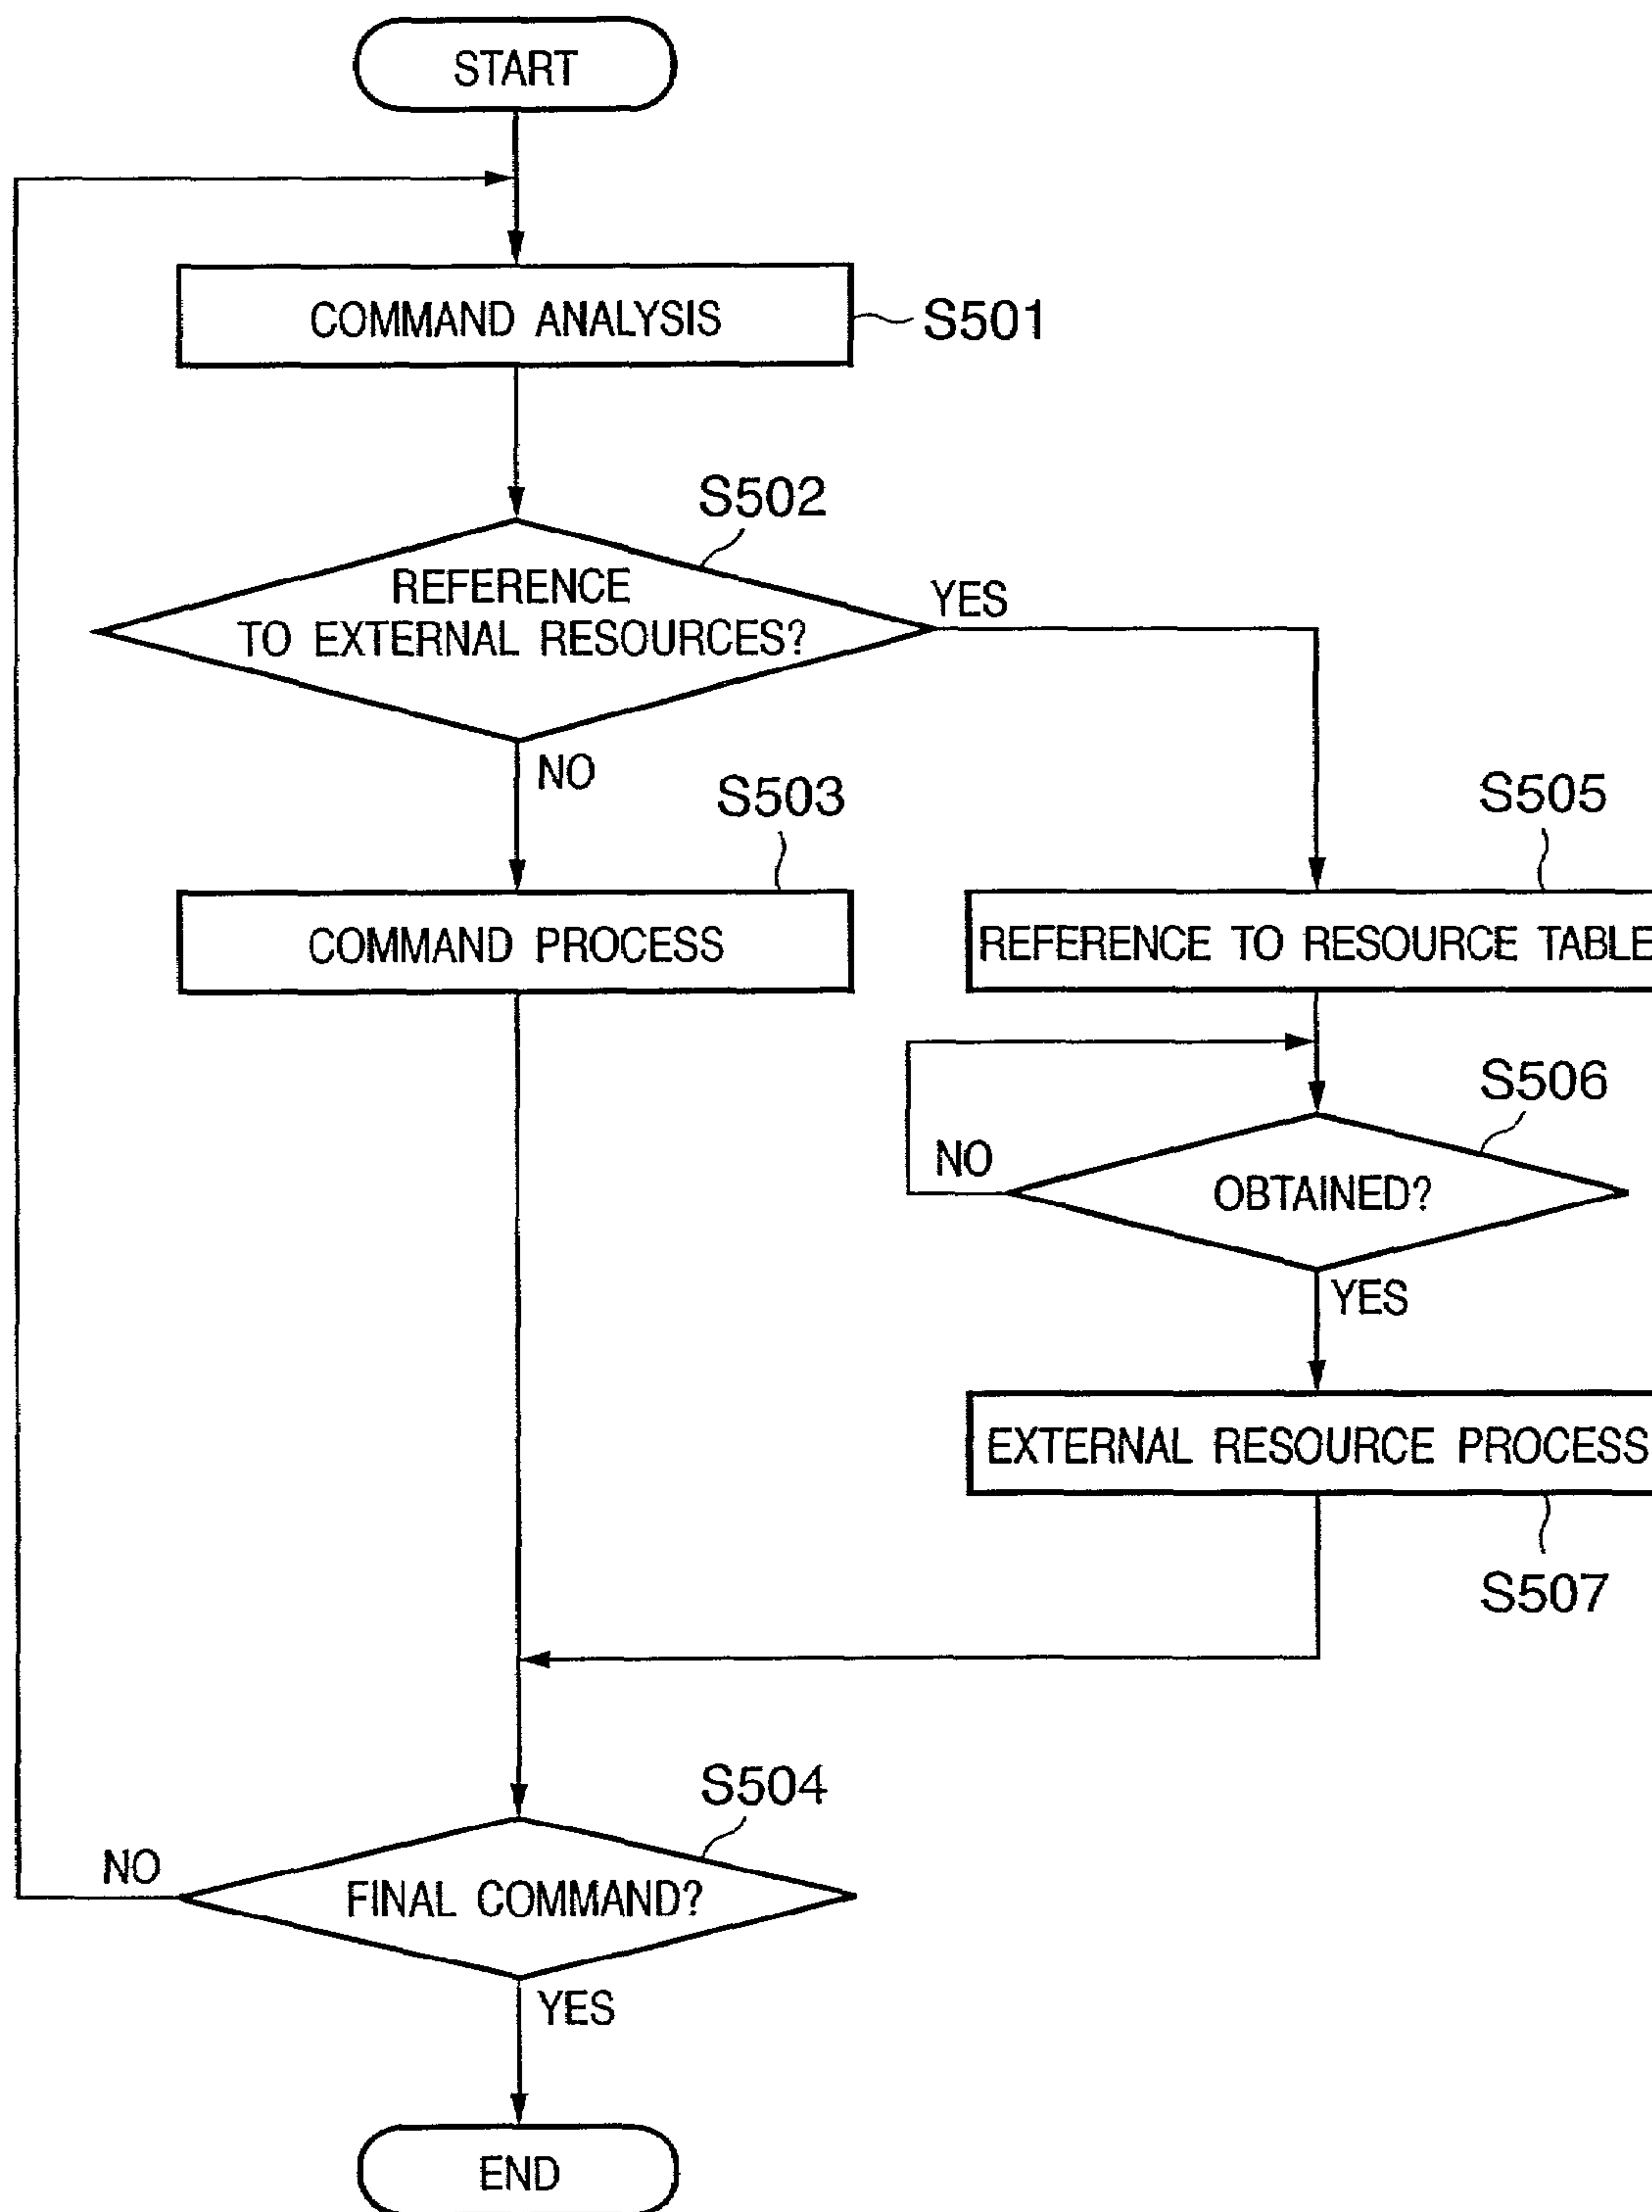 START
COMMAND ANALYSIS
S501
S502
REFERENCE
TO EXTERNAL RESOURCES?
YES
NO
S503
S505
COMMAND PROCESS
REFERENCE TO RESOURCE TABLE
S506
NO
OBTAINED?
YES
EXTERNAL RESOURCE PROCESS
S507
S504
NO
FINAL COMMAND?
YES
END